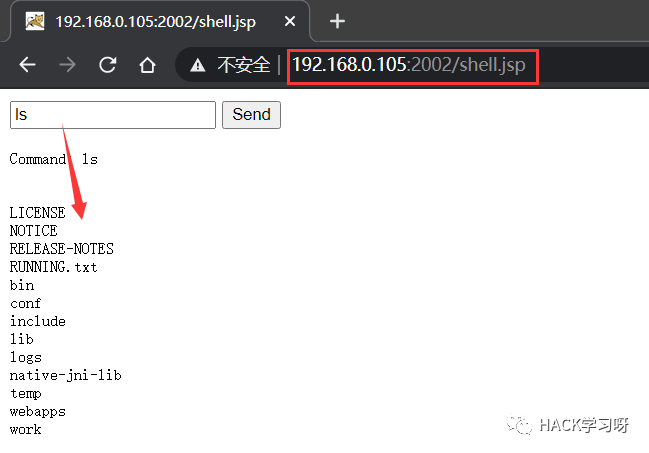 192.168.0.105:2002/shell.jsp
不安全 | 192.168.0.105:2002/shell.jsp
ls Send
Command: ls
LICENSE
NOTICE
RELEASE-NOTES
RUNNING.txt
bin
conf
include
lib
logs
native-jni-lib
temp
webapps
work
HACK学习呀